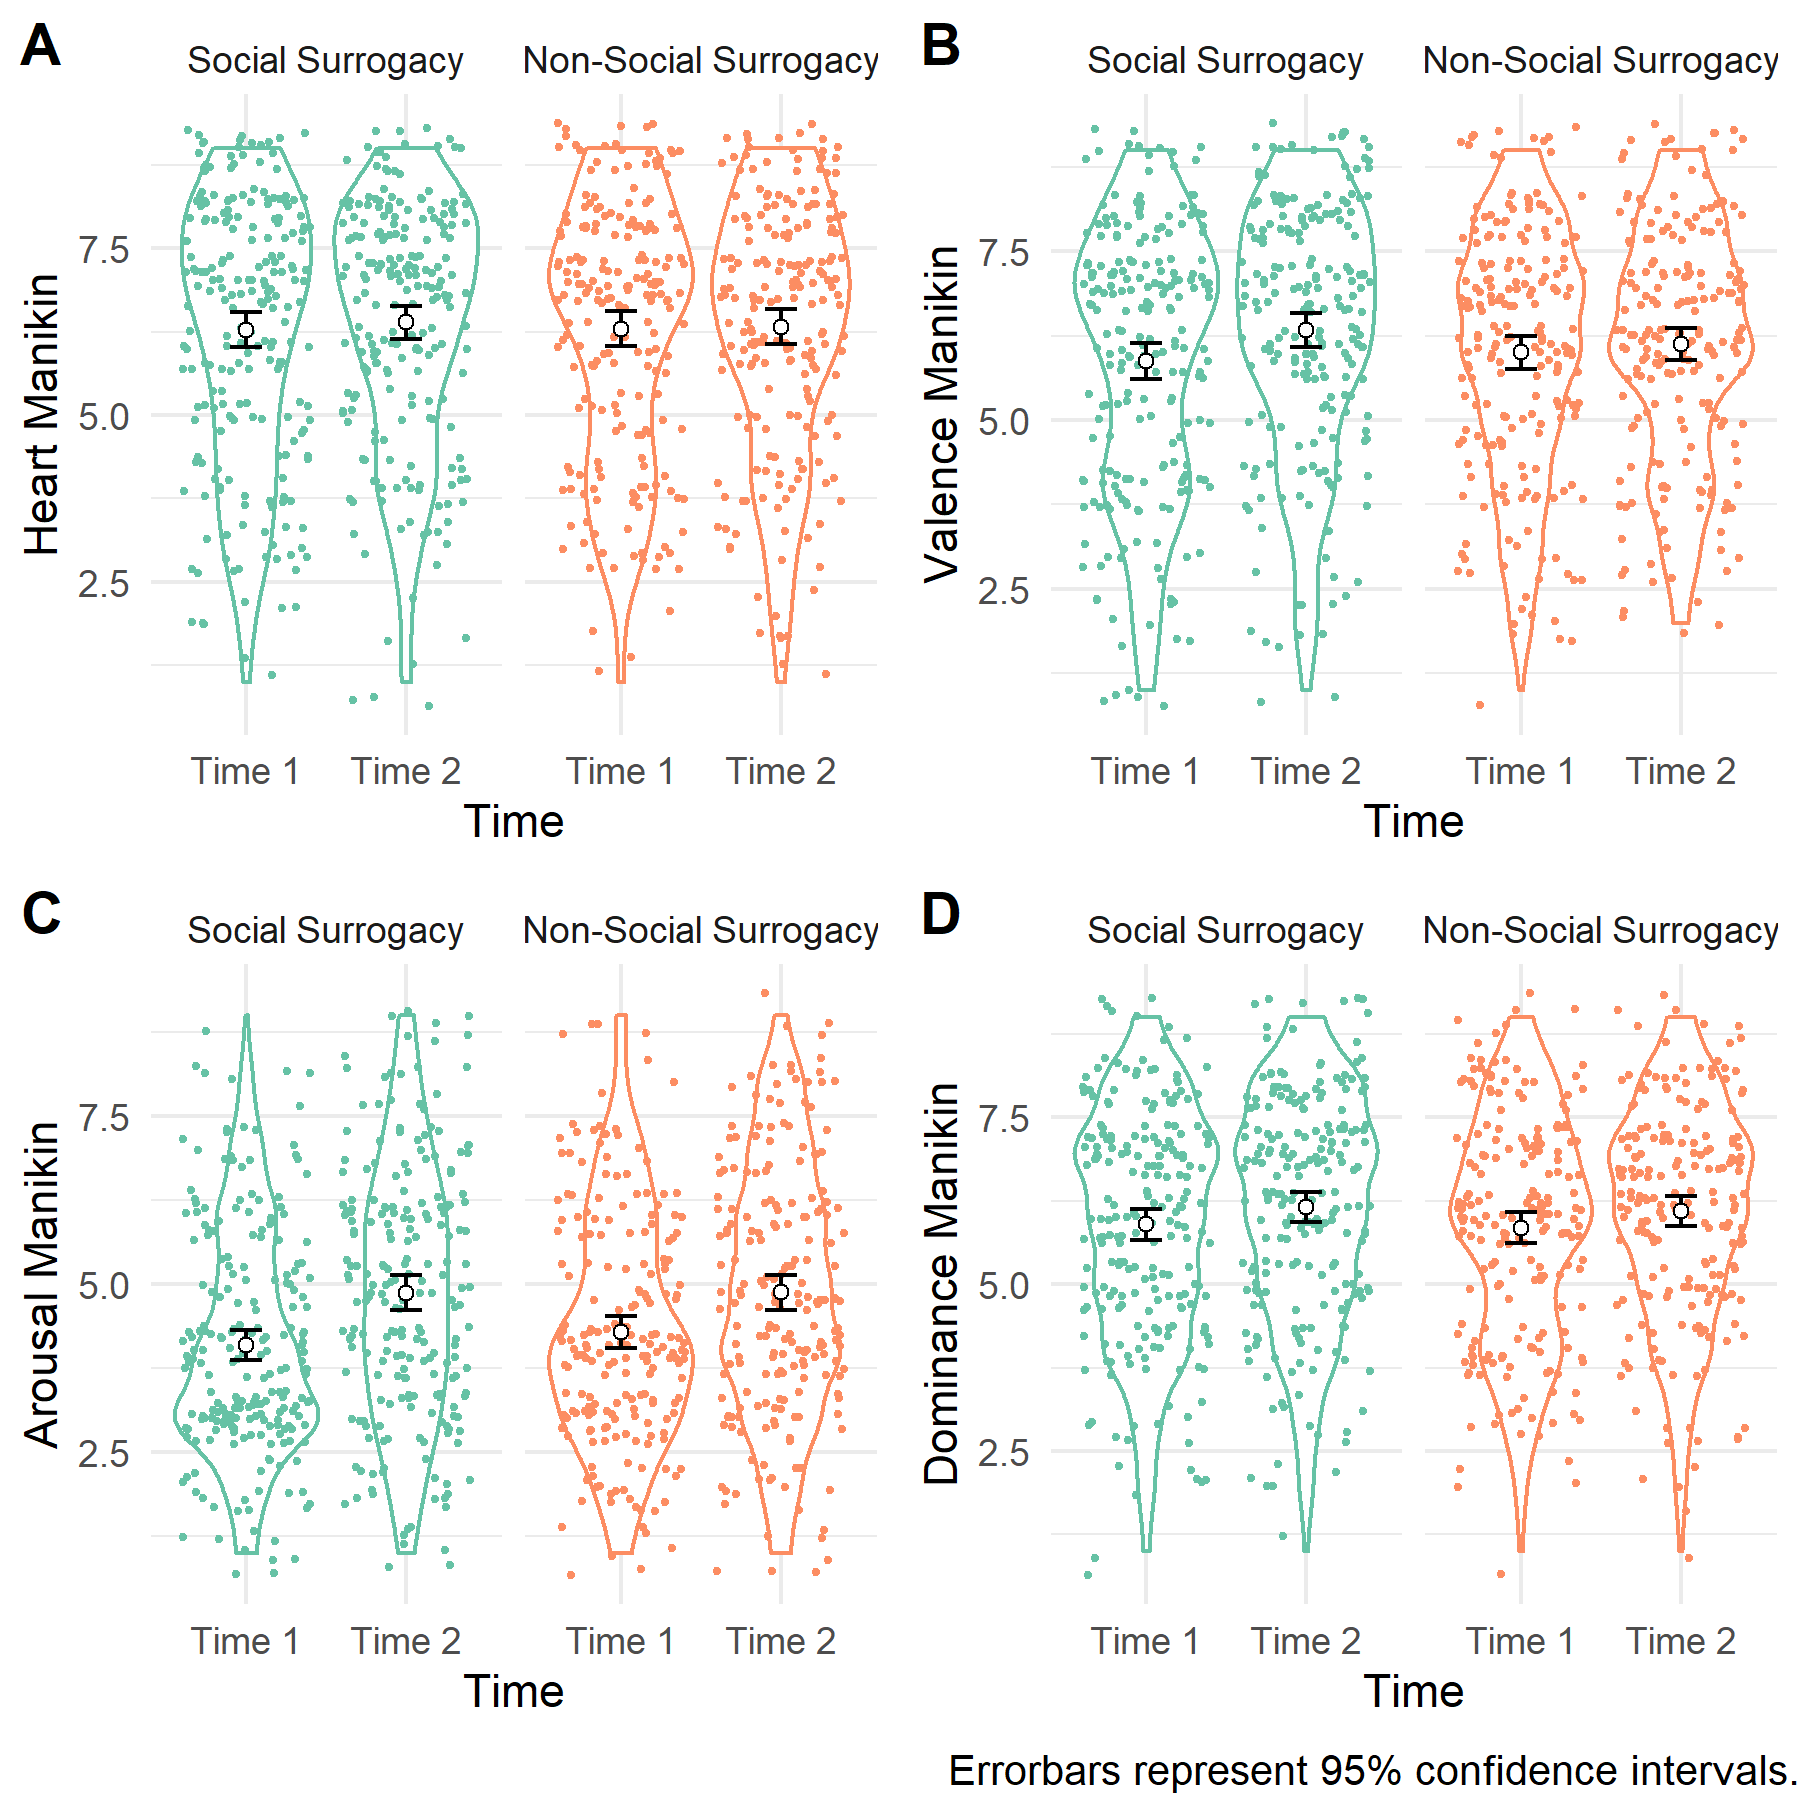 A
Social Surrogacy
Non-Social Surrogacy
Heart Manikin
7.5
5.0
2.5
Time 1
Time 2
Time 1
Time 2
Time
B
Social Surrogacy
Non-Social Surrogacy
Valence Manikin
7.5
5.0
2.5
Time 1
Time 2
Time 1
Time 2
Time
C
Social Surrogacy
Non-Social Surrogacy
Arousal Manikin
7.5
5.0
2.5
Time 1
Time 2
Time 1
Time 2
Time
D
Social Surrogacy
Non-Social Surrogacy
Dominance Manikin
7.5
5.0
2.5
Time 1
Time 2
Time 1
Time 2
Time
Errorbars represent 95% confidence intervals.